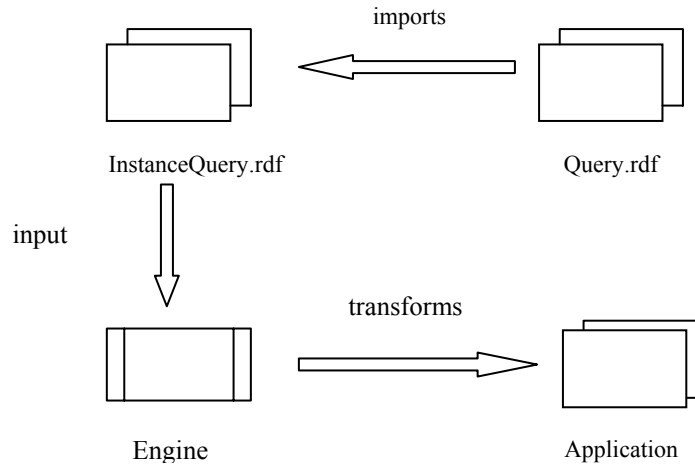 imports
InstanceQuery.rdf
Query.rdf
input
transforms
Engine
Application